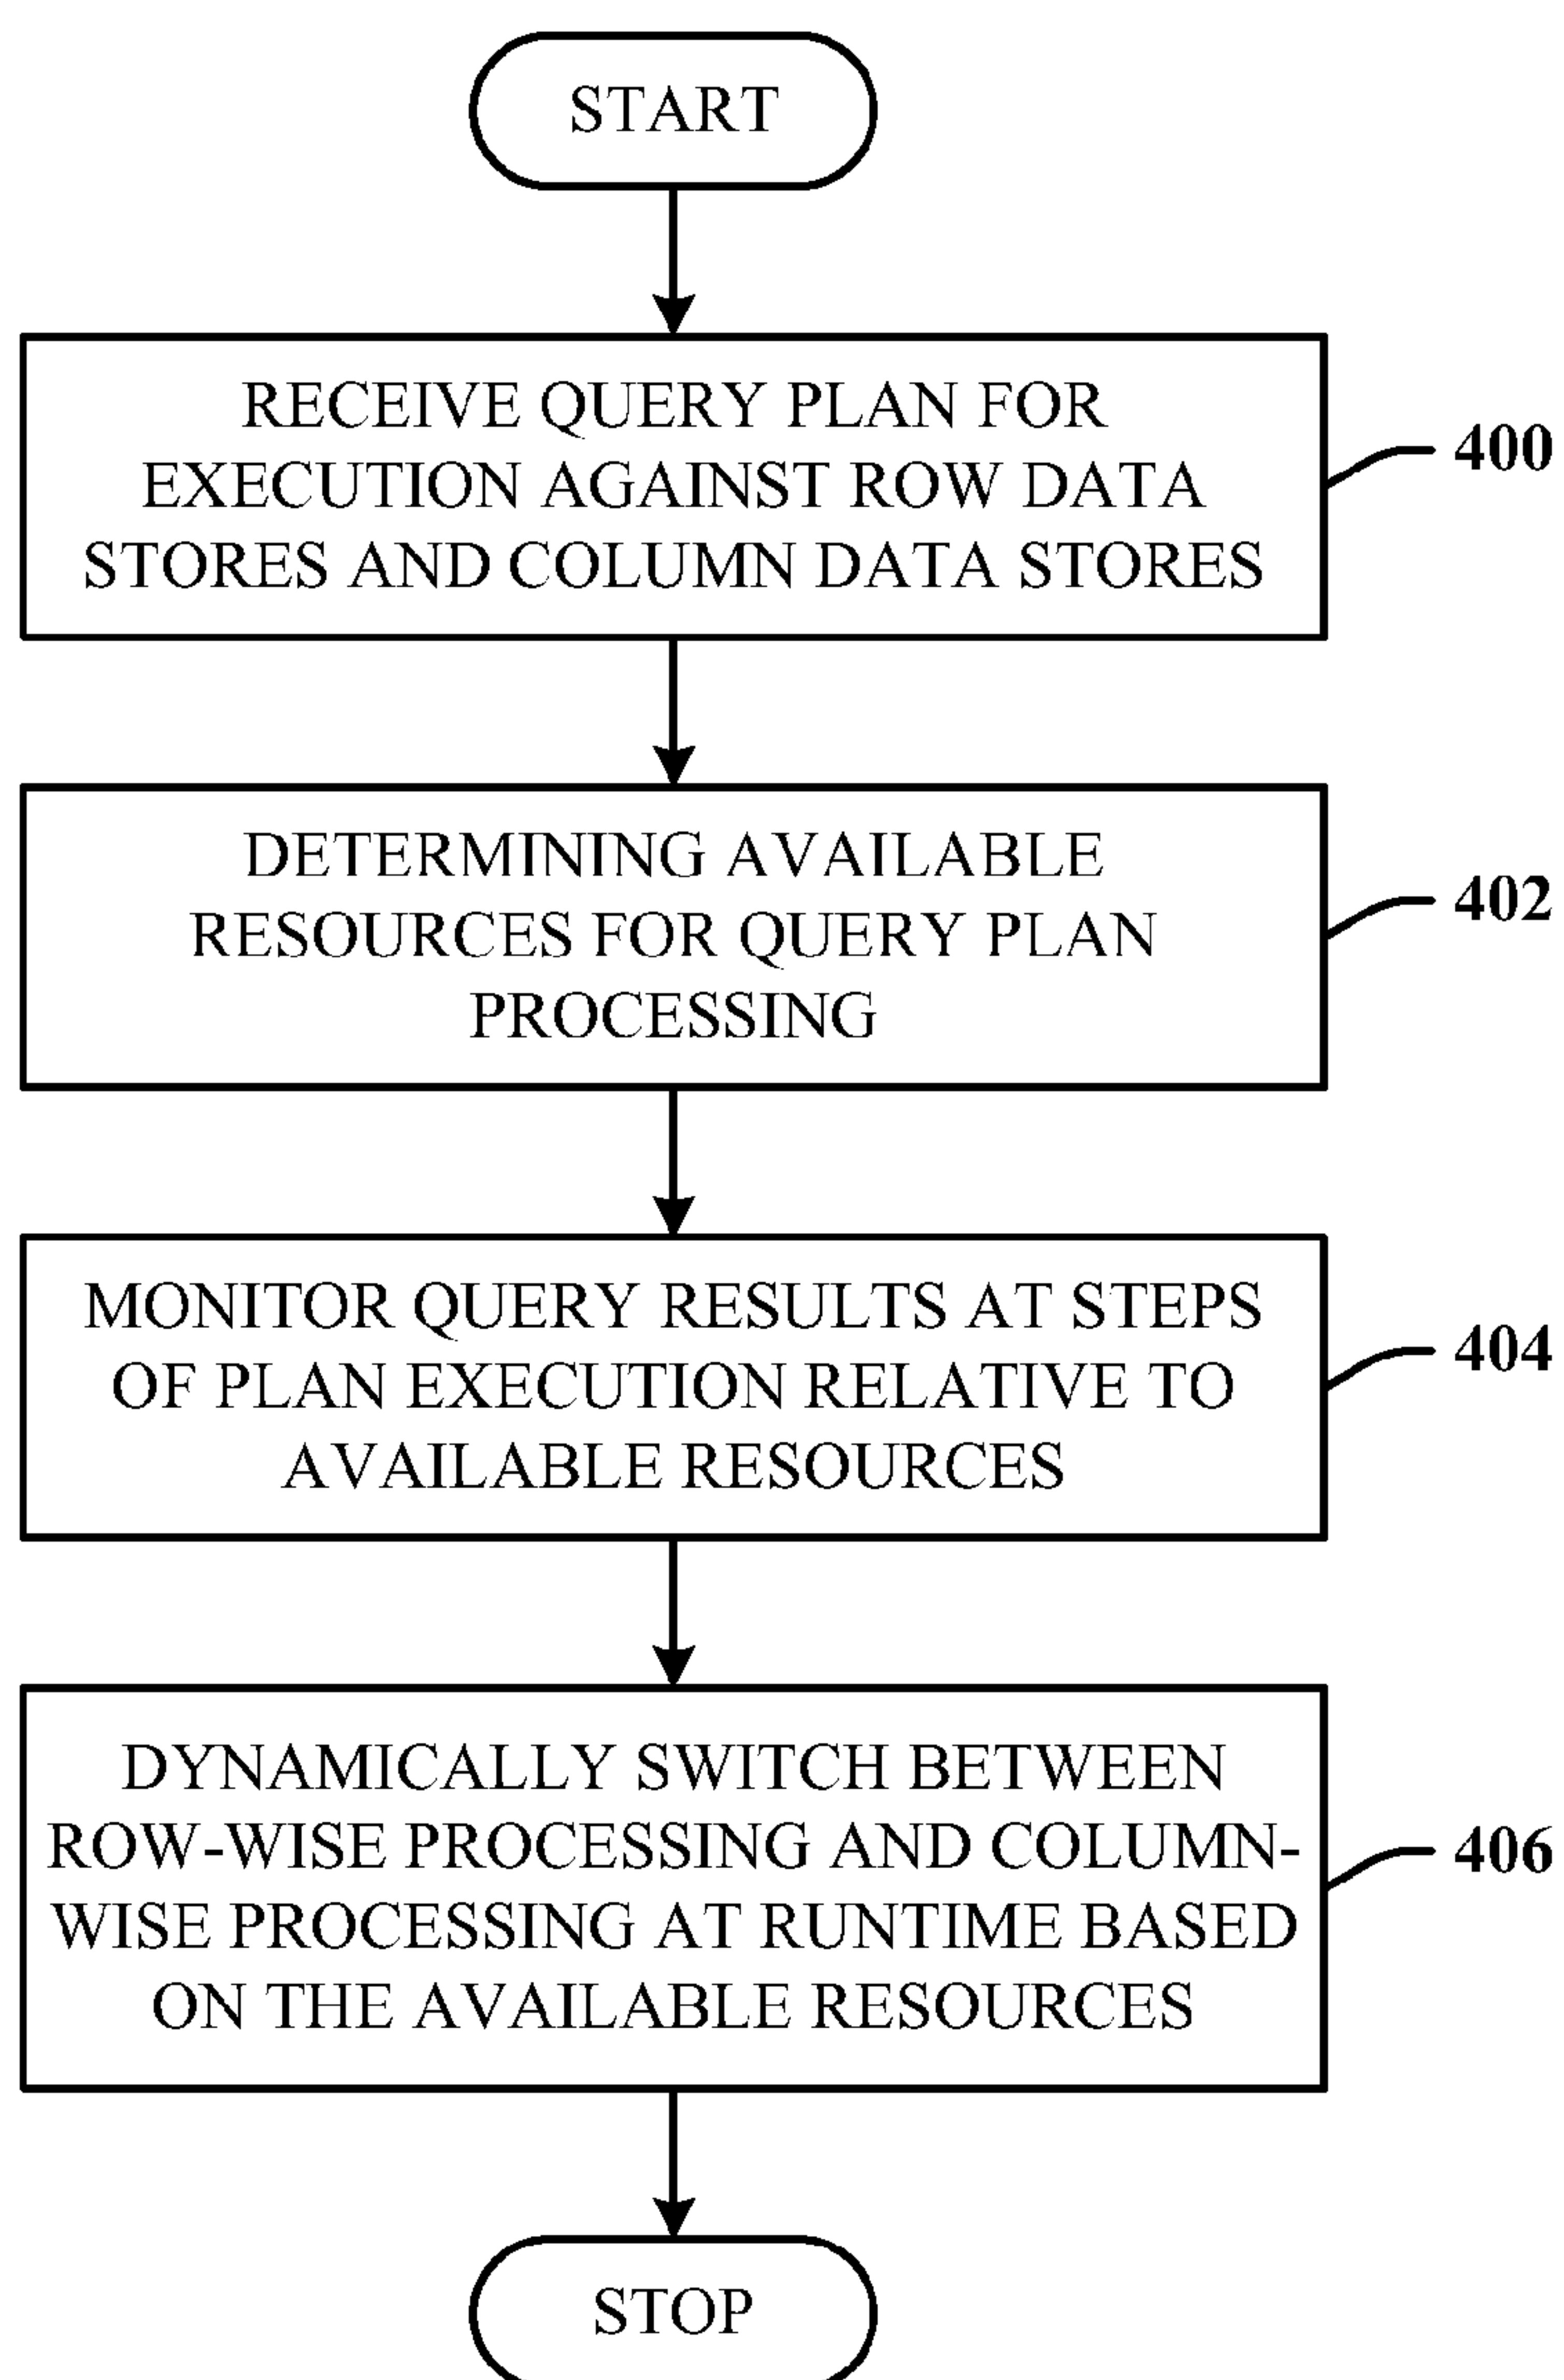 START
RECEIVE QUERY PLAN FOR
EXECUTION AGAINST ROW DATA
STORES AND COLUMN DATA STORES
400
DETERMINING AVAILABLE
RESOURCES FOR QUERY PLAN
PROCESSING
402
MONITOR QUERY RESULTS AT STEPS
OF PLAN EXECUTION RELATIVE TO
AVAILABLE RESOURCES
404
DYNAMICALLY SWITCH BETWEEN
ROW-WISE PROCESSING AND COLUMN-
WISE PROCESSING AT RUNTIME BASED
ON THE AVAILABLE RESOURCES
406
STOP